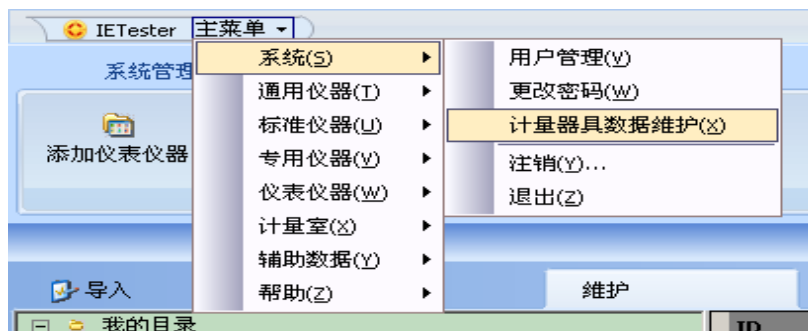 IETester 主菜单
系统管理
添加仪表仪器
系统(S)
通用仪器(T)
标准仪器(U)
专用仪器(V)
仪表仪器(W)
计量室(X)
辅助数据(Y)
帮助(Z)
用户管理(V)
更改密码(W)
计量器具数据維护(X)
注销(Y)...
退出(Z)
导入
维护
我的目录